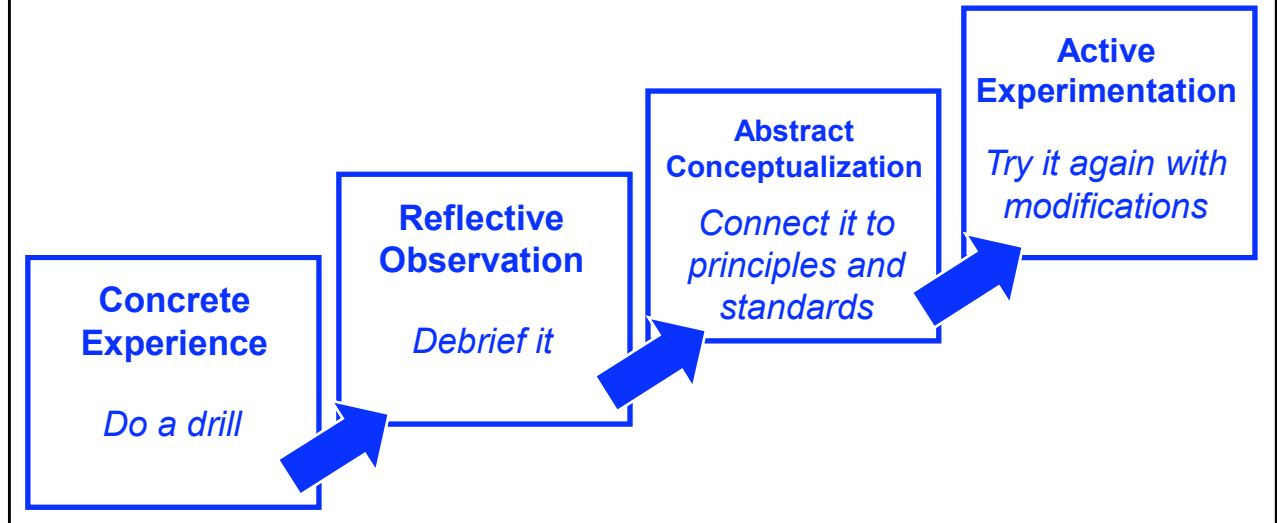 Concrete
Experience
Do a drill
Reflective
Observation
Debrief it
Abstract
Conceptualization
Connect it to
principles and
standards
Active
Experimentation
Try it again with
modifications